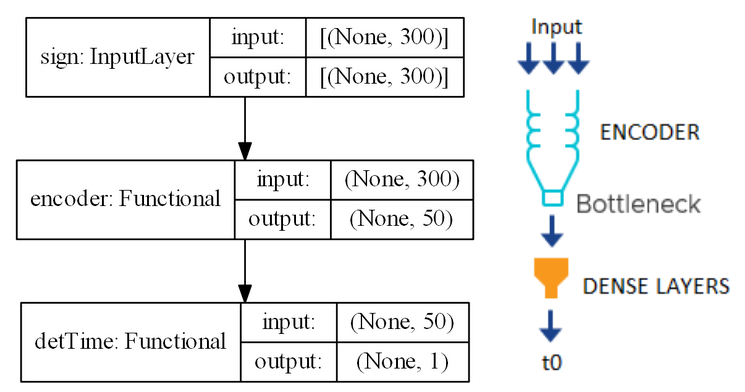 sign: InputLayer
input:
[(None, 300)]
output:
[(None, 300)]
encoder: Functional
input:
(None, 300)
output:
(None, 50)
detTime: Functional
input:
(None, 50)
output:
(None, 1)
Input
ENCODER
Bottleneck
DENSE LAYERS
t0